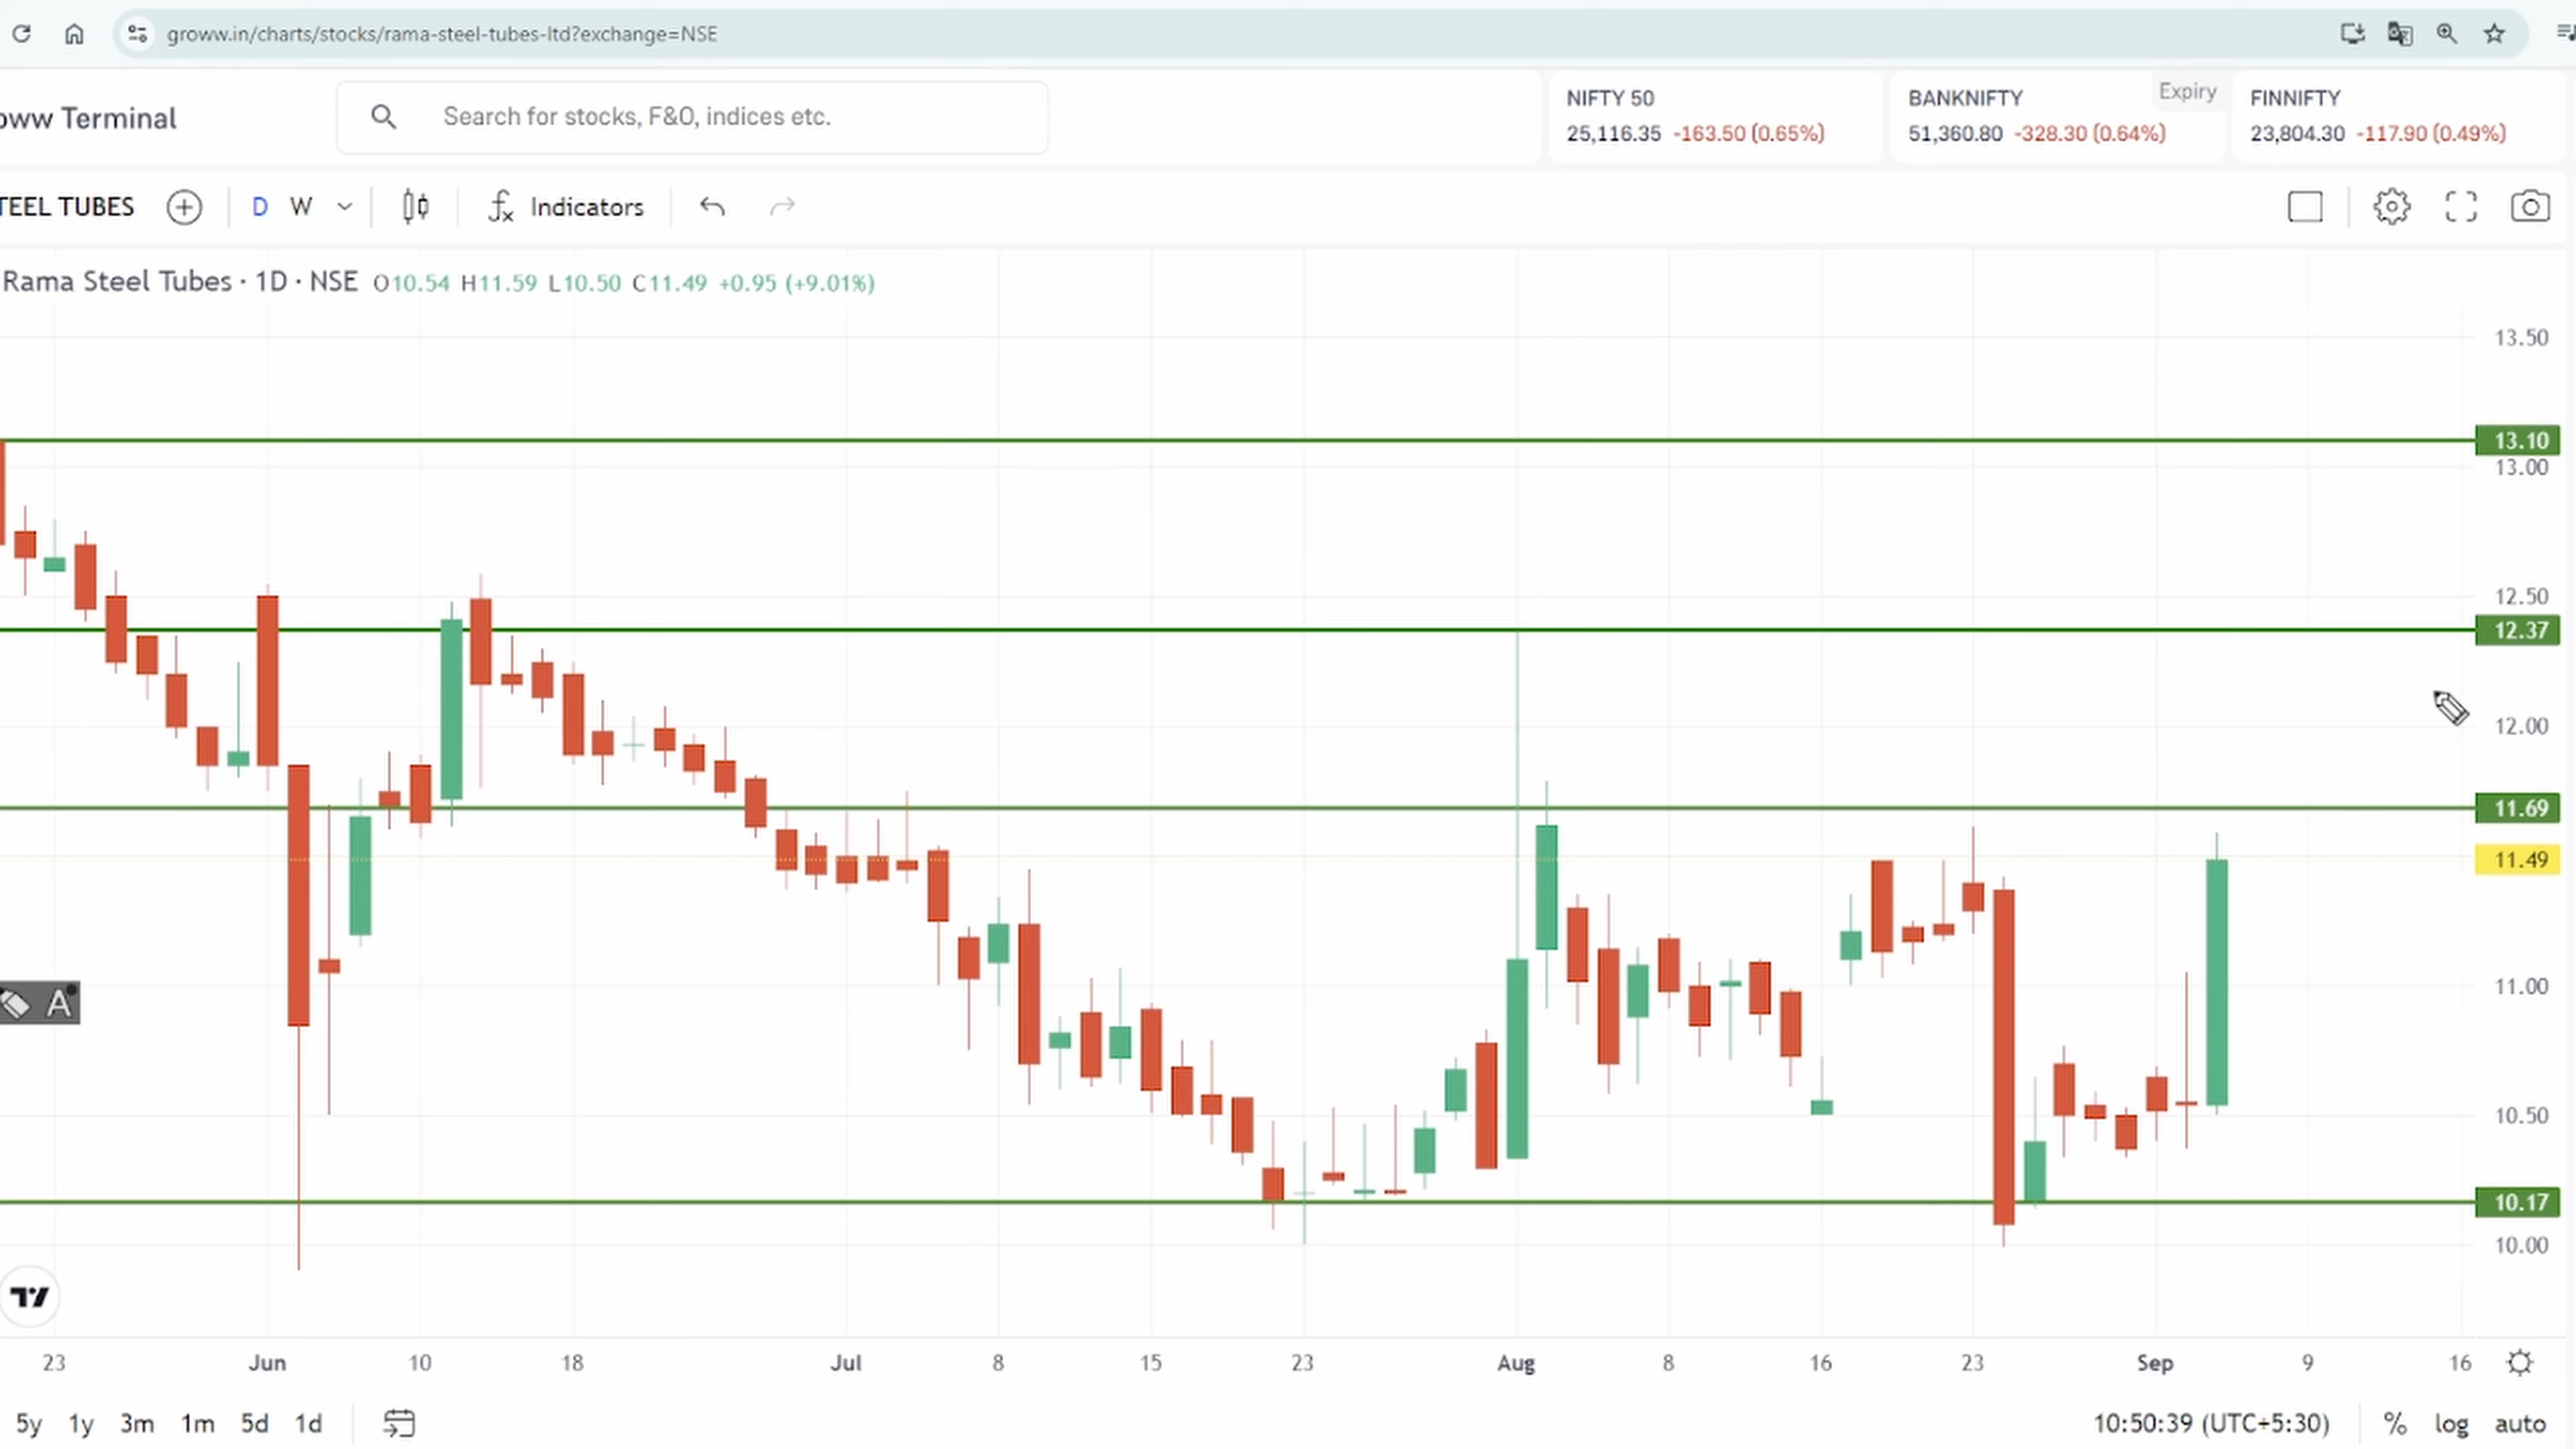 groww.in/charts/stocks/rama-steel-tubes-ltd?exchange=NSE
oww Terminal
Search for stocks, F&O, indices etc.
NIFTY 50
25,116.35 -163.50 (0.65%)
BANKNIFTY Expiry
51,360.80 -328.30 (0.64%)
FINNIFTY
23,804.30 -117.90 (0.49%)
TEEL TUBES D W Indicators
Rama Steel Tubes · 1D · NSE O10.54 H11.59 L10.50 C11.49 +0.95 (+9.01%)
13.50
13.10
13.00
12.50
12.37
12.00
11.69
11.49
11.00
A
10.50
10.17
10.00
23 Jun 10 18 Jul 8 15 23 Aug 8 16 23 Sep 9 16
5y 1y 3m 1m 5d 1d 10:50:39 (UTC+5:30) % log auto